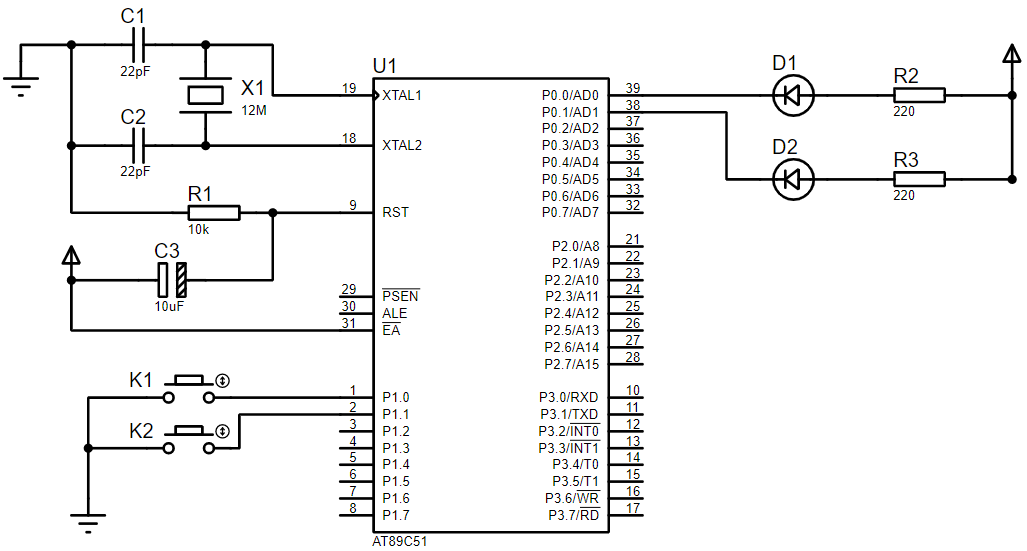 C1
22pF
X1
12M
C2
22pF
R1
10k
C3
10uF
K1
K2
U1
19 XTAL1
18 XTAL2
9 RST
29 PSEN
30 ALE
31 EA
1 P1.0
2 P1.1
3 P1.2
4 P1.3
5 P1.4
6 P1.5
7 P1.6
8 P1.7
P0.0/AD0 39
P0.1/AD1 38
P0.2/AD2 37
P0.3/AD3 36
P0.4/AD4 35
P0.5/AD5 34
P0.6/AD6 33
P0.7/AD7 32
P2.0/A8 21
P2.1/A9 22
P2.2/A10 23
P2.3/A11 24
P2.4/A12 25
P2.5/A13 26
P2.6/A14 27
P2.7/A15 28
P3.0/RXD 10
P3.1/TXD 11
P3.2/INT0 12
P3.3/INT1 13
P3.4/T0 14
P3.5/T1 15
P3.6/WR 16
P3.7/RD 17
AT89C51
D1
R2
220
D2
R3
220